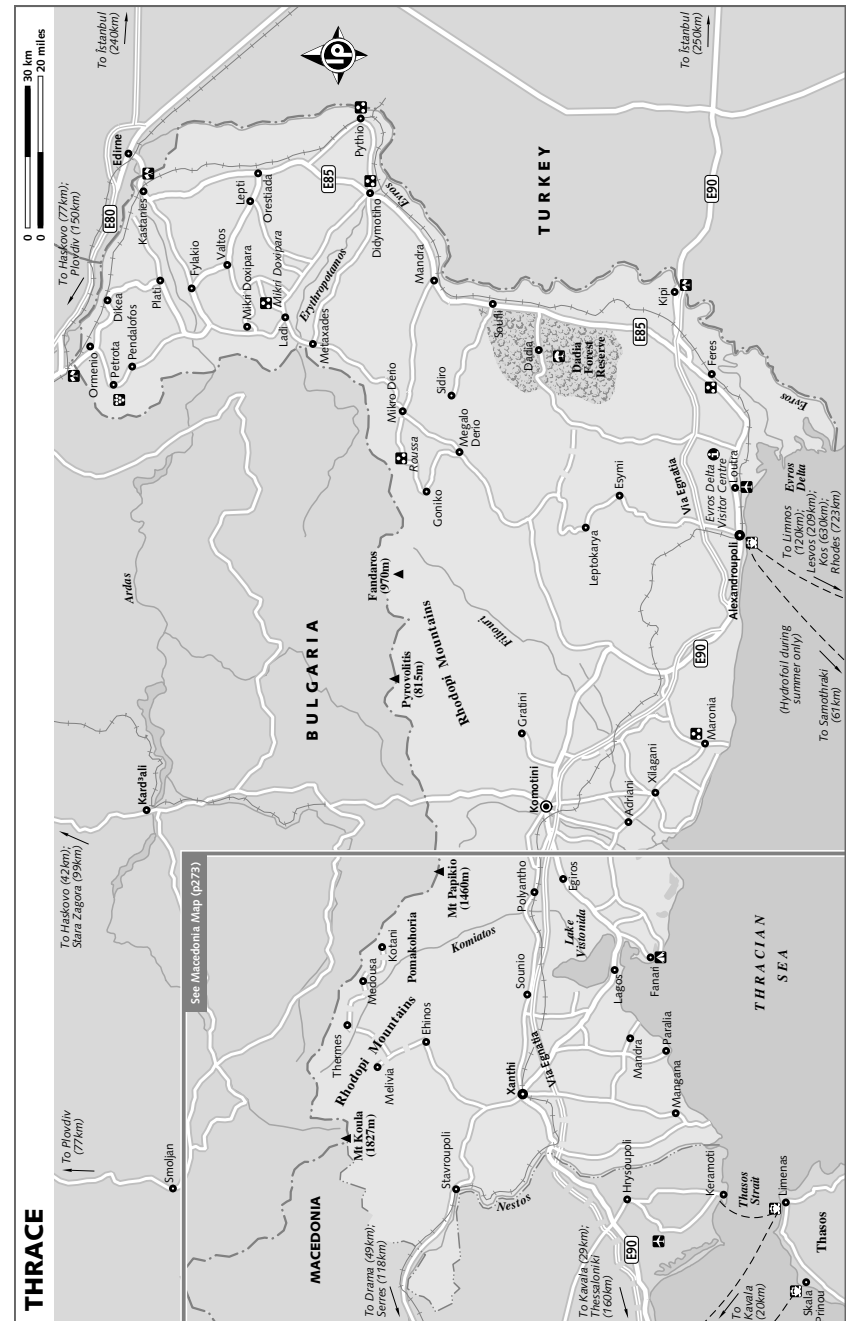 THRACE
0 30 km
0 20 miles
To Plovdiv
(77km)
To Haskovo (42km);
Stara Zagora (99km)
To Haskovo (77km);
Plovdiv (150km)
To İstanbul
(240km)
lp
Smoljan
Kard³ali
Ardas
BULGARIA
Ormenio
Petrota
Pendalofos
Dikea
Plati
E80
Edirne
Kastanies
Fylakio
Valtos
Mikri Doxipara
Mikri Doxipara
Ladi
Lepti
Orestiada
E85
Pythio
Metaxades
Erythropotamos
Didymotiho
Evros
See Macedonia Map (p273)
MACEDONIA
Mt Koula
(1827m)
Rhodopi Mountains
Thermes
Medousa
Kotani
Melivia
Ehinos
Pomakohoria
Mt Papikio
(1460m)
Komiatos
Pyrovolitis
(815m)
Fandaros
(970m)
Rhodopi Mountains
Filiouri
Mikro Derio
Roussa
Goniko
Megalo
Derio
Sidiro
Mandra
Soufli
TURKEY
To Drama (49km);
Serres (118km)
Stavroupoli
Nestos
Xanthi
Via Egnatia
Sounio
Polyantho
Egiros
Lake
Vistonida
Komotini
Gratini
Leptokarya
Esymi
Dadia
Dadia
Forest
Reserve
E85
To Kavala (29km);
Thessaloniki
(160km)
E90
Hrysoupoli
Keramoti
Mangana
Mandra
Paralia
Lagos
Fanari
Adriani
Xilagani
Maronia
E90
Via Egnatia
Evros Delta
Visitor Centre
Loutra
Alexandroupoli
Feres
Kipi
E90
To İstanbul
(250km)
Evros
Evros
Delta
To Limnos
(120km);
Lesvos (209km);
Kos (630km);
Rhodes (723km)
(Hydrofoil during
summer only)
To Samothraki
(61km)
THRACIAN
SEA
Thasos
Strait
Limenas
Thasos
To
Kavala
(20km)
Skala
Prinou